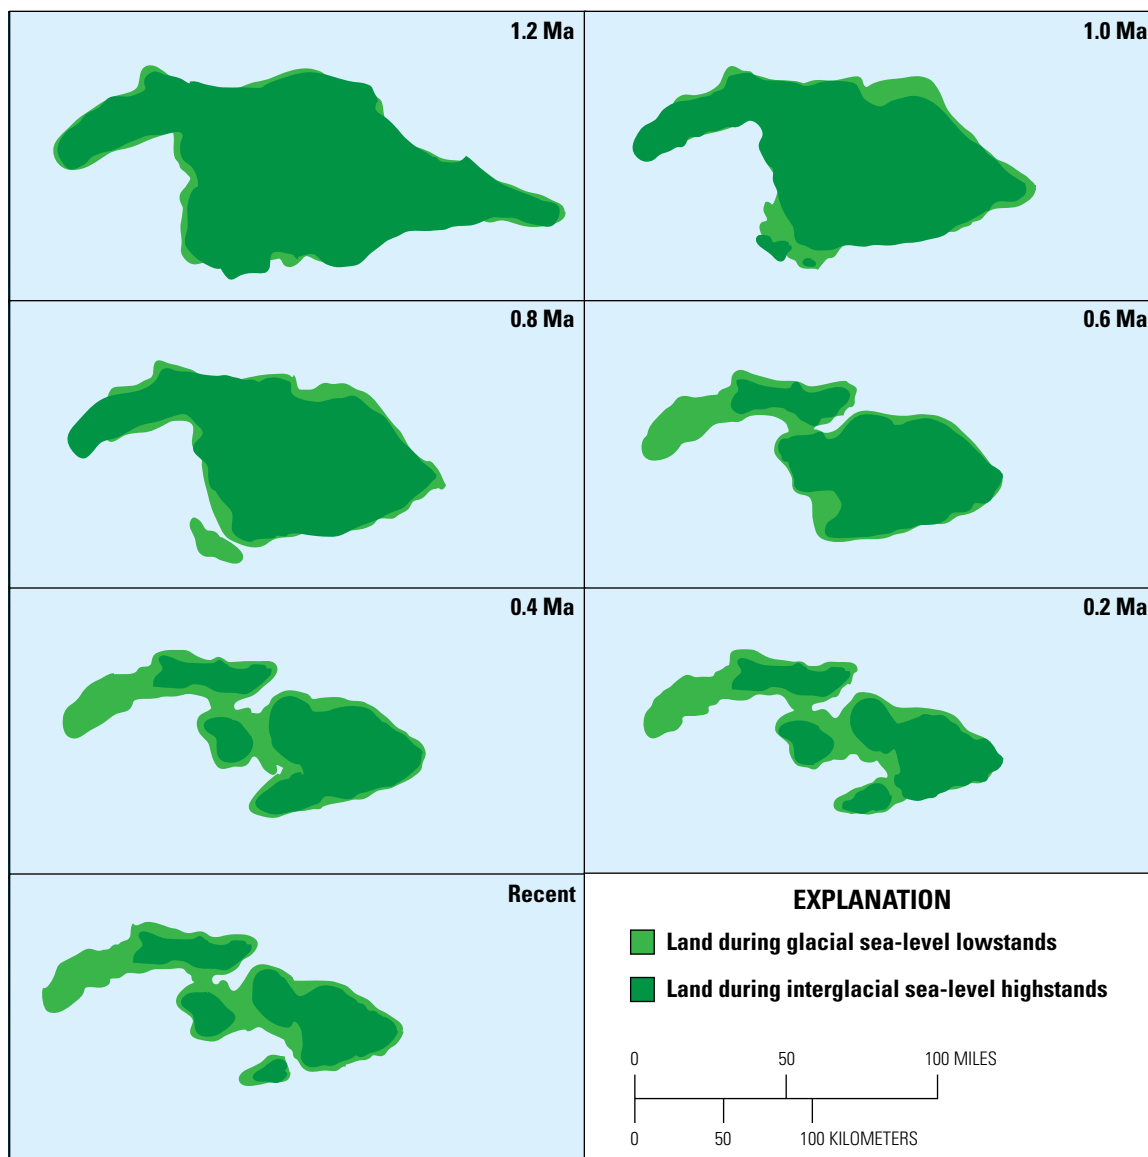 1.2 Ma
1.0 Ma
0.8 Ma
0.6 Ma
0.4 Ma
0.2 Ma
Recent
EXPLANATION
Land during glacial sea-level lowstands
Land during interglacial sea-level highstands
0 50 100 MILES
0 50 100 KILOMETERS